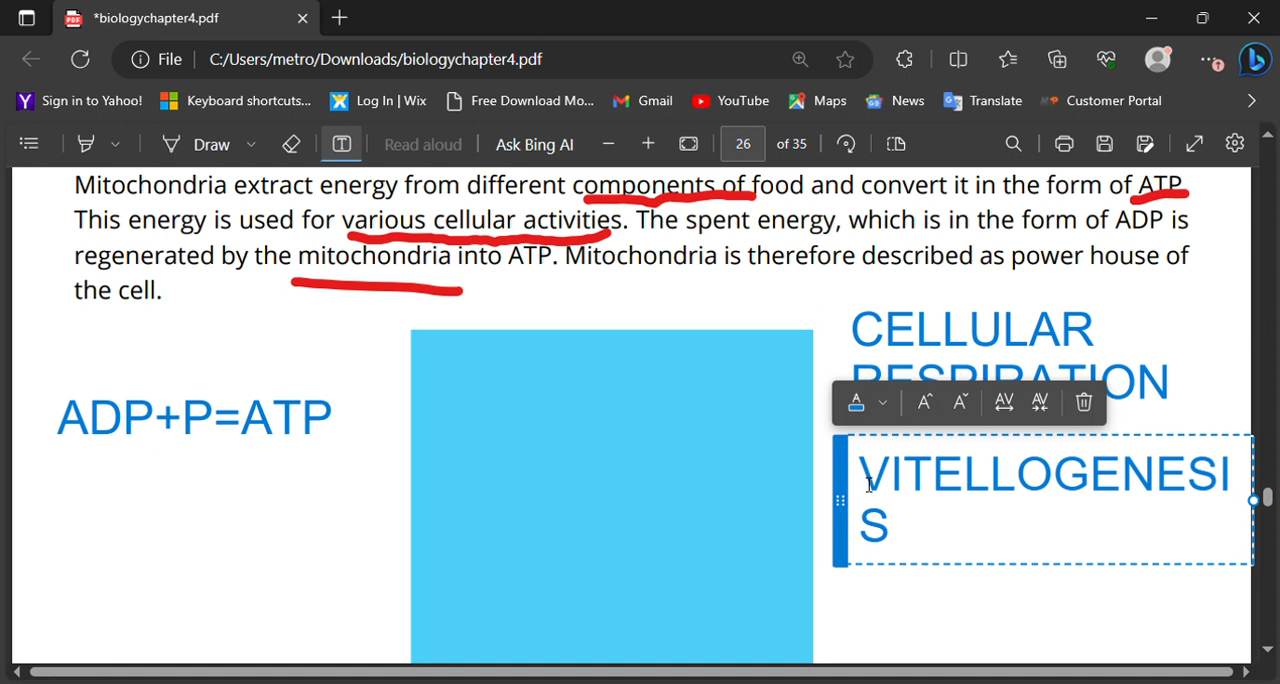 *biologychapter4.pdf
File C:/Users/metro/Downloads/biologychapter4.pdf
Sign in to Yahoo! Keyboard shortcuts... Log In | Wix Free Download Mo... Gmail YouTube Maps News Translate Customer Portal
Draw Read aloud Ask Bing AI 26 of 35
Mitochondria extract energy from different components of food and convert it in the form of ATP
This energy is used for various cellular activities. The spent energy, which is in the form of ADP is
regenerated by the mitochondria into ATP. Mitochondria is therefore described as power house of
the cell.
CELLULAR
RESPIRATION
ADP+P=ATP
VITELLOGENESI
S